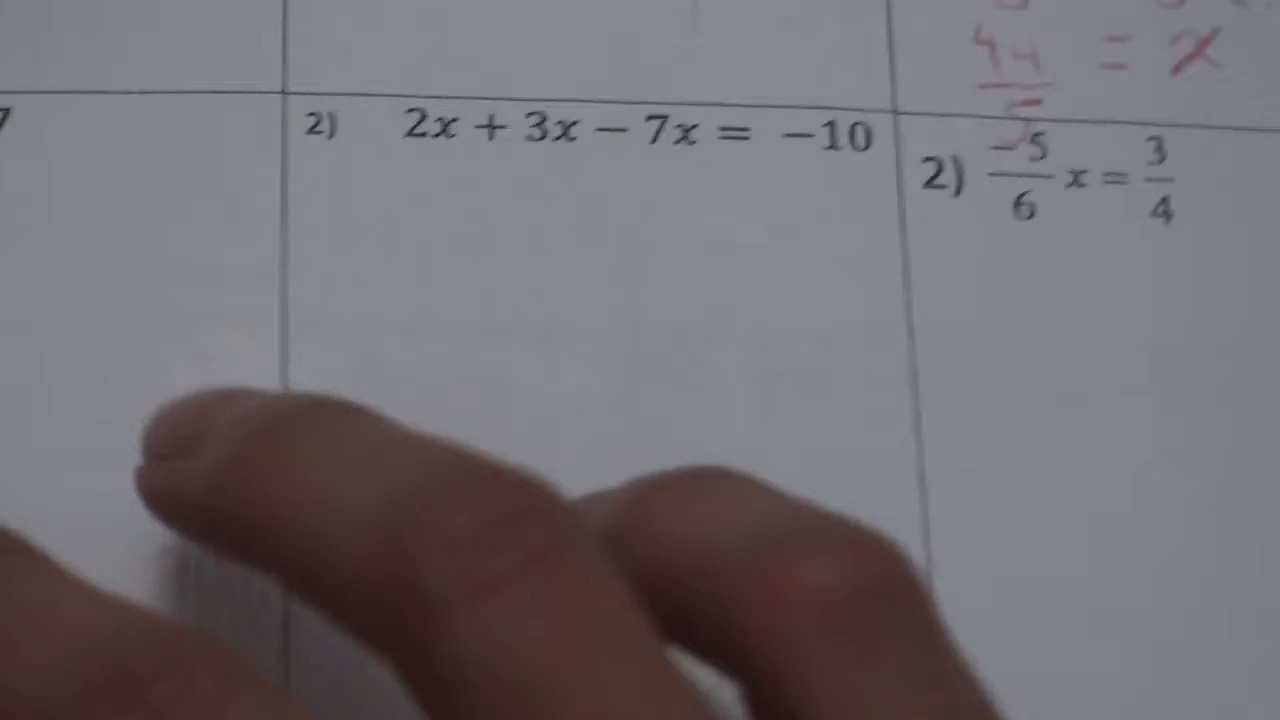 44/5 = x
2) 2x + 3x − 7x = −10
2) −5/6 x = 3/4